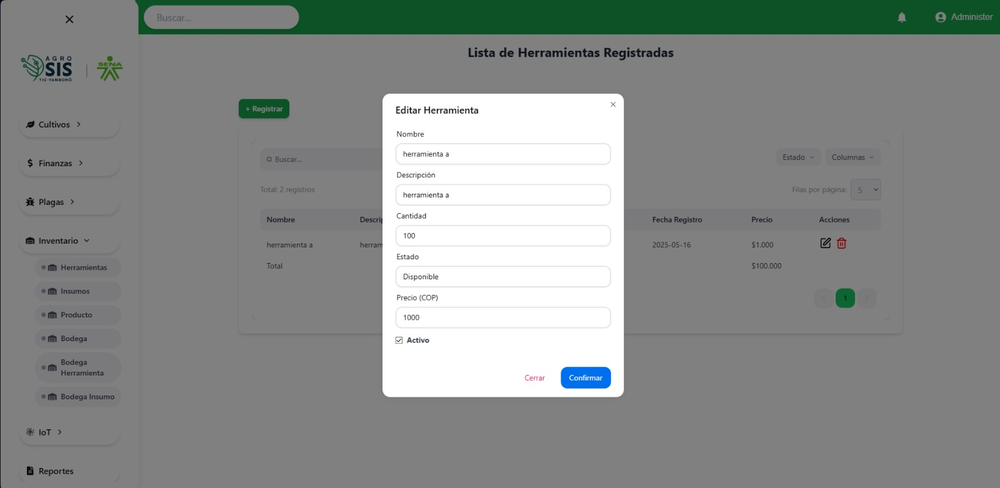 Buscar...
Administer
AGRO
SIS
TIC-YAMBORÓ
SENA
Lista de Herramientas Registradas
+ Registrar
Cultivos
Finanzas
Plagas
Inventario
Herramientas
Insumos
Producto
Bodega
Bodega
Herramienta
Bodega Insumo
IoT
Reportes
Buscar...
Estado
Columnas
Total: 2 registros
Filas por página: 5
Nombre
Descrip
Fecha Registro
Precio
Acciones
herramienta a
herram
2025-05-16
$1.000
Total
$100.000
1
Editar Herramienta
Nombre
herramienta a
Descripción
herramienta a
Cantidad
100
Estado
Disponible
Precio (COP)
1000
Activo
Cerrar
Confirmar